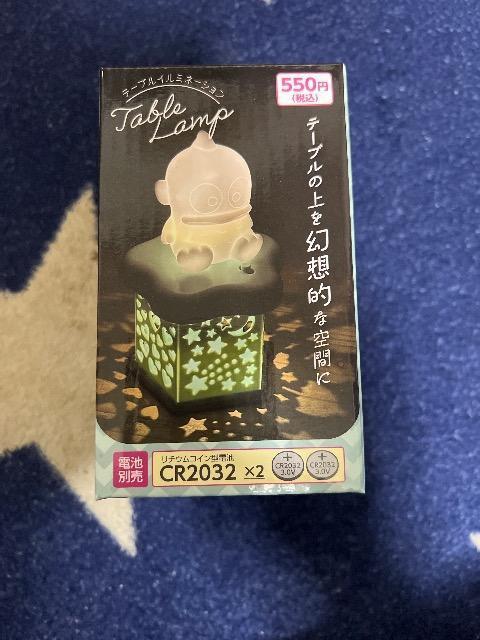 テーブルイルミネーション
Table
Lamp
550円
(税込)
テーブルの上を幻想的な空間に
電池
別売
リチウムコイン型電池
CR2032 ×2
+
CR2032
3.0V
+
CR2032
3.0V